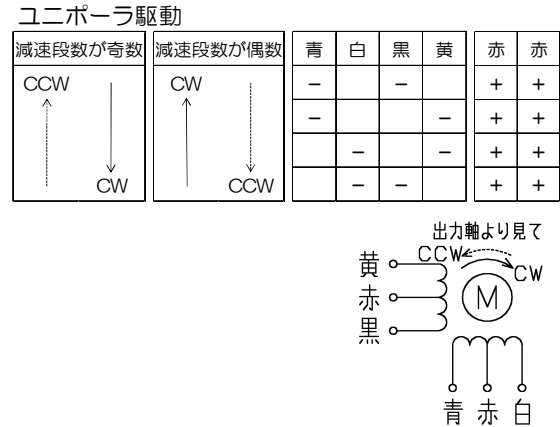 ユニポーラ駆動
減速段数が奇数 減速段数が偶数 青 白 黒 黄 赤 赤
CCW CW － － ＋ ＋
－ － ＋ ＋
－ － ＋ ＋
CW CCW － － ＋ ＋
出力軸より見て
CCW CW
黄
赤 M
黒
青 赤 白